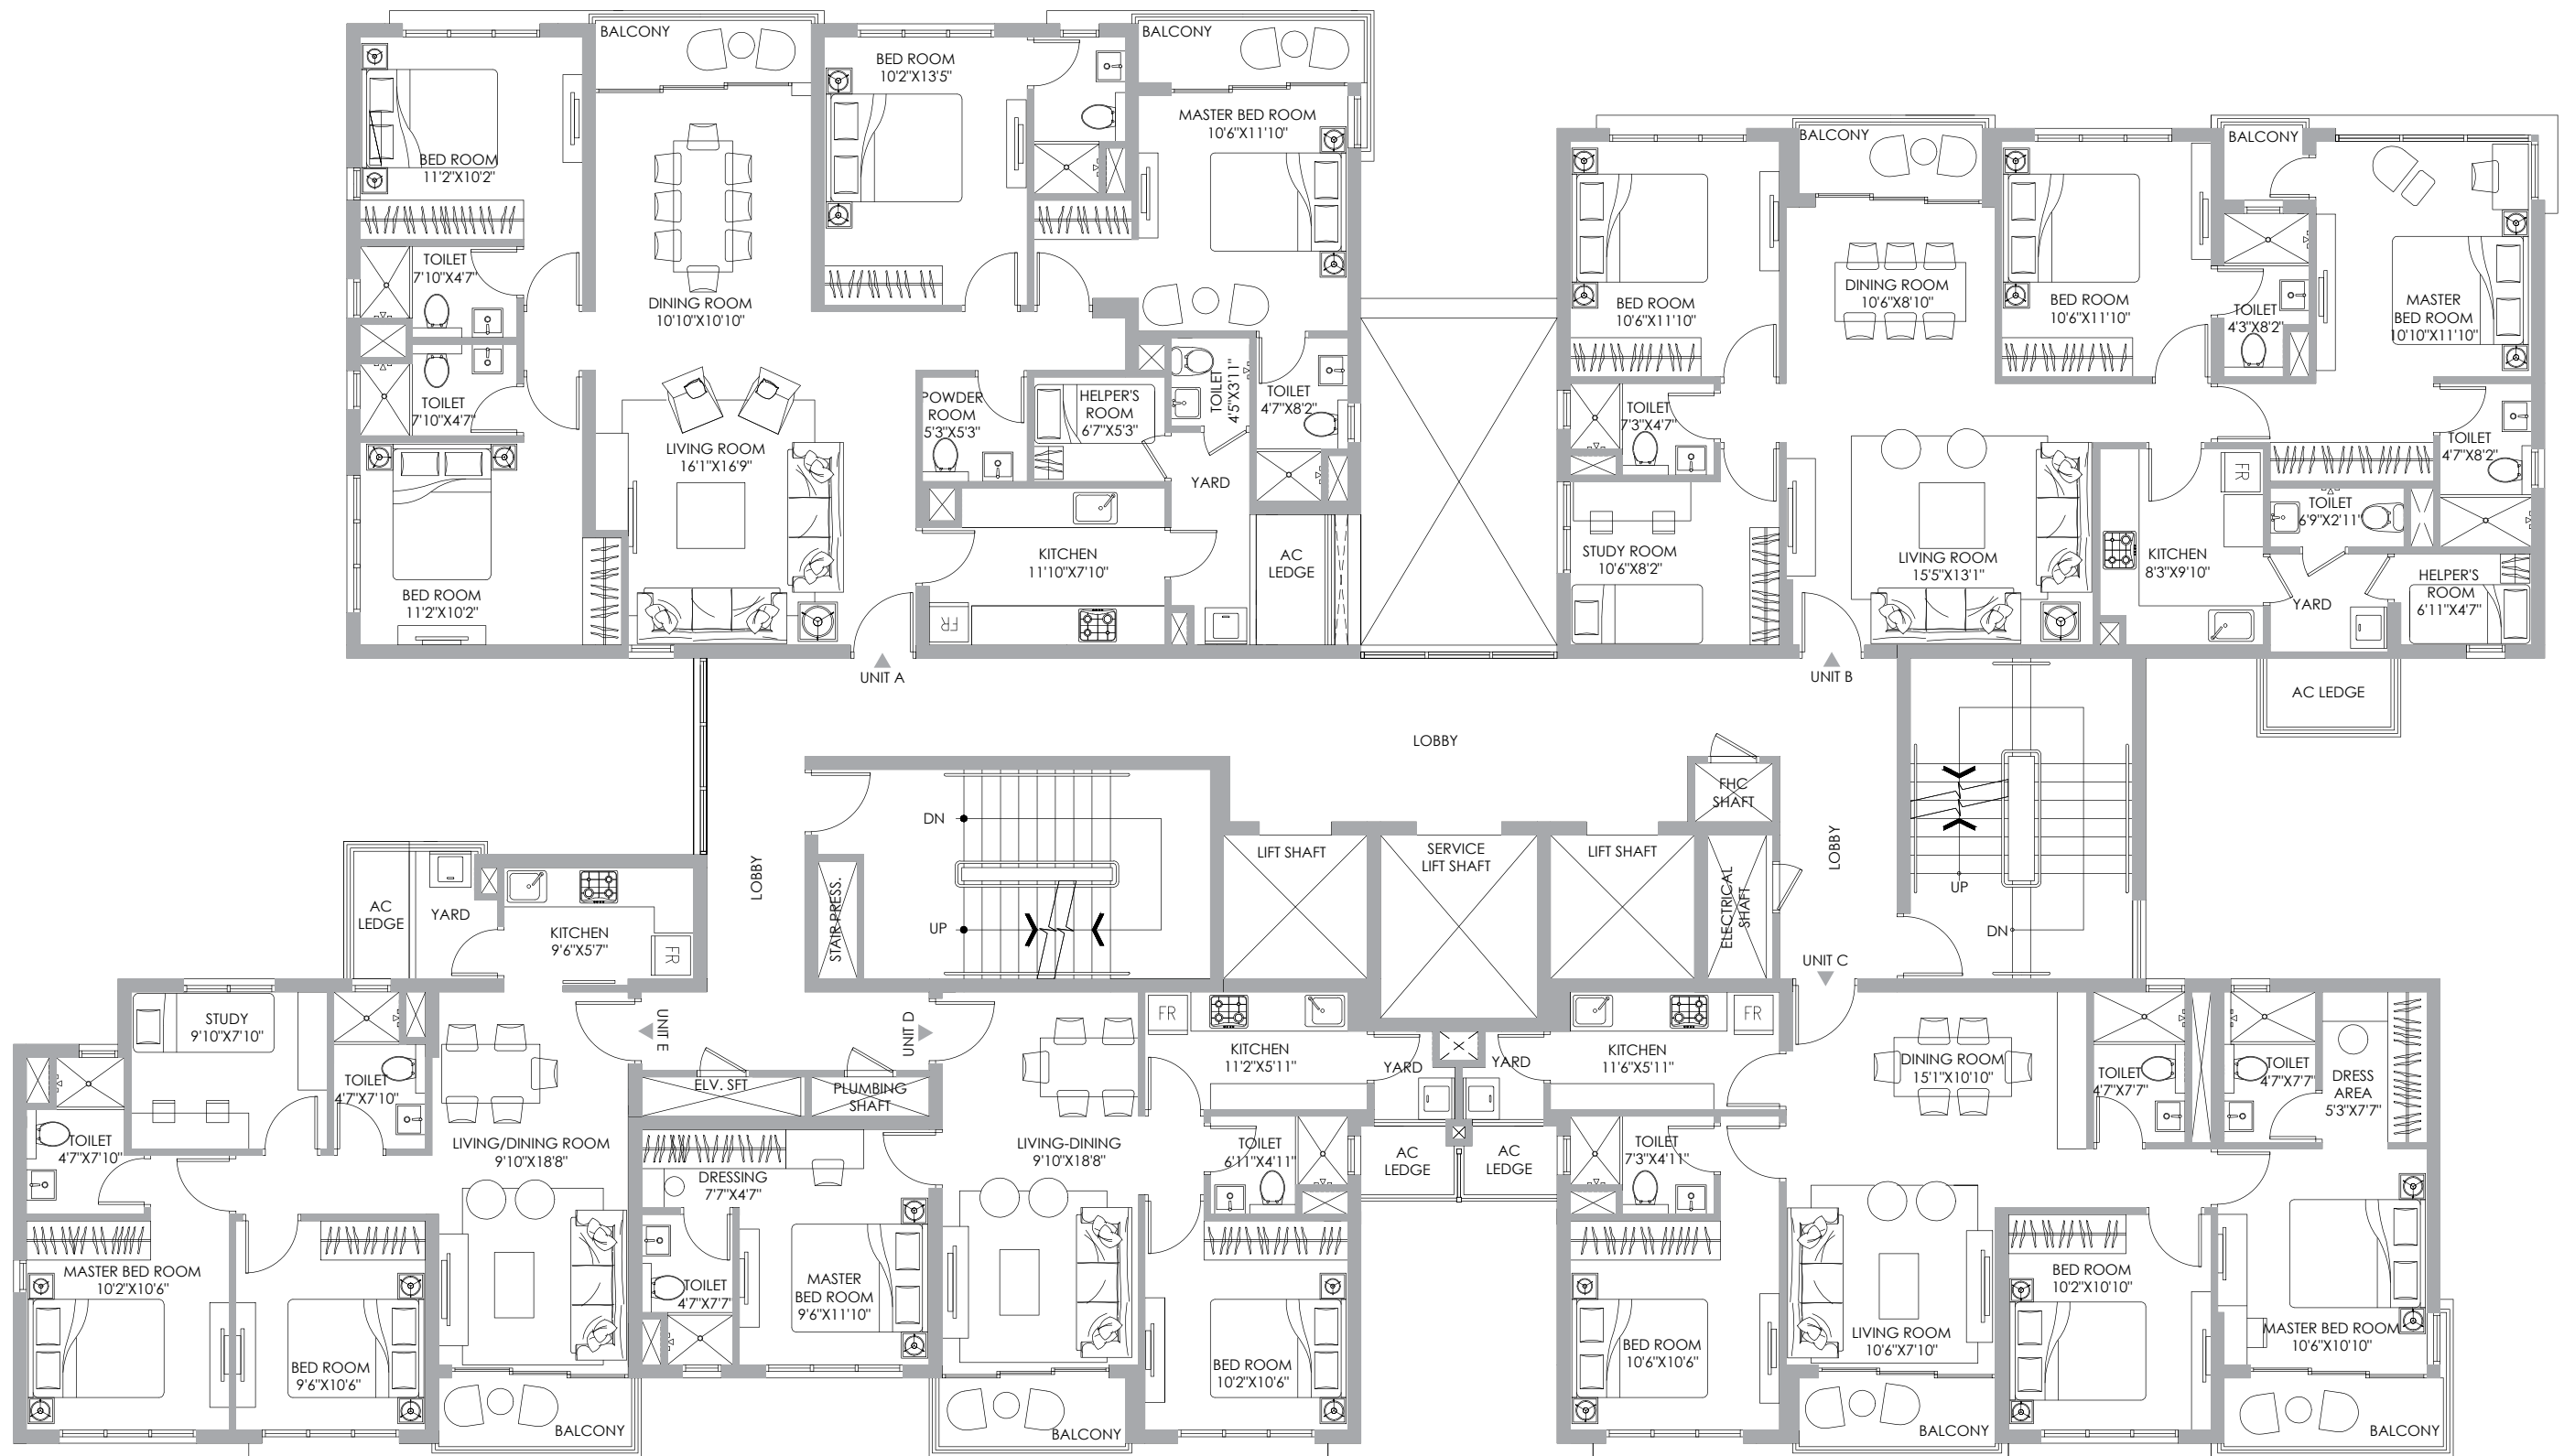 BALCONY
BED ROOM
10'2"X13'5"
BALCONY
MASTER BED ROOM
10'6"X11'10"
BED ROOM
11'2"X10'2"
TOILET
7'10"X4'7"
DINING ROOM
10'10"X10'10"
TOILET
7'10"X4'7"
LIVING ROOM
16'1"X16'9"
POWDER
ROOM
5'3"X5'3"
HELPER'S
ROOM
6'7"X5'3"
TOILET
4'5"X3'11"
TOILET
4'7"X8'2"
YARD
KITCHEN
11'10"X7'10"
AC
LEDGE
BED ROOM
11'2"X10'2"
FR
UNIT A
BALCONY
BALCONY
BED ROOM
10'6"X11'10"
DINING ROOM
10'6"X8'10"
BED ROOM
10'6"X11'10"
TOILET
4'3"X8'2"
MASTER
BED ROOM
10'10"X11'10"
TOILET
7'3"X4'7"
TOILET
4'7"X8'2"
FR
TOILET
6'9"X2'11"
STUDY ROOM
10'6"X8'2"
LIVING ROOM
15'5"X13'1"
KITCHEN
8'3"X9'10"
YARD
HELPER'S
ROOM
6'11"X4'7"
UNIT B
AC LEDGE
LOBBY
FHC
SHAFT
DN
UP
LOBBY
STAIR PRESS.
LIFT SHAFT
SERVICE
LIFT SHAFT
LIFT SHAFT
ELECTRICAL
SHAFT
LOBBY
UP
DN
AC
LEDGE
YARD
KITCHEN
9'6"X5'7"
FR
UNIT C
STUDY
9'10"X7'10"
TOILET
4'7"X7'10"
UNIT E
UNIT D
ELV. SFT
PLUMBING
SHAFT
TOILET
4'7"X7'10"
LIVING/DINING ROOM
9'10"X18'8"
DRESSING
7'7"X4'7"
LIVING-DINING
9'10"X18'8"
FR
KITCHEN
11'2"X5'11"
YARD
TOILET
6'11"X4'11"
AC
LEDGE
MASTER BED ROOM
10'2"X10'6"
BED ROOM
9'6"X10'6"
TOILET
4'7"X7'7"
MASTER
BED ROOM
9'6"X11'10"
BED ROOM
10'2"X10'6"
BALCONY
BALCONY
YARD
KITCHEN
11'6"X5'11"
FR
AC
LEDGE
TOILET
7'3"X4'11"
DINING ROOM
15'1"X10'10"
TOILET
4'7"X7'7"
TOILET
4'7"X7'7"
DRESS
AREA
5'3"X7'7"
BED ROOM
10'6"X10'6"
LIVING ROOM
10'6"X7'10"
BED ROOM
10'2"X10'10"
MASTER BED ROOM
10'6"X10'10"
BALCONY
BALCONY